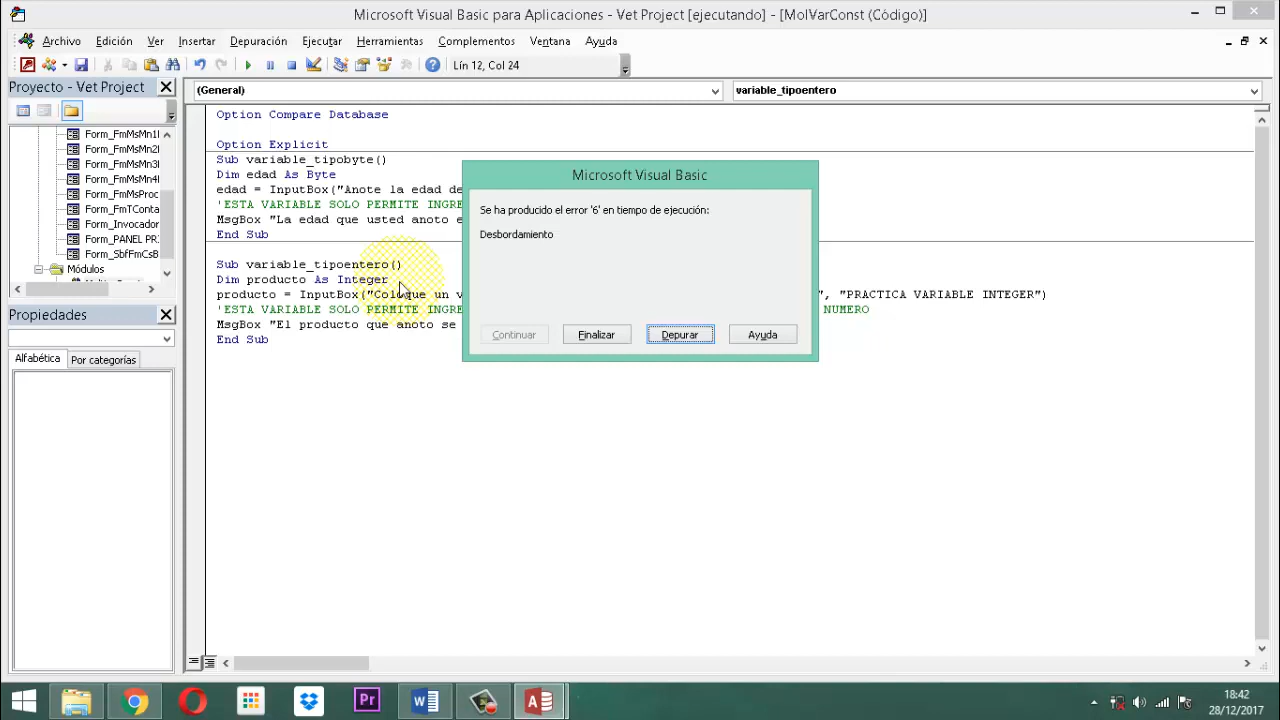 Microsoft Visual Basic para Aplicaciones - Vet Project [ejecutando] - [MolVarConst (Código)]
Archivo Edición Ver Insertar Depuración Ejecutar Herramientas Complementos Ventana Ayuda
Lín 12, Col 24
Proyecto - Vet Project
(General) variable_tipoentero
Form_FmMsMn1
Form_FmMsMn2
Form_FmMsMn3
Form_FmMsMn4
Form_FmMsProc
Form_FmTConta
Form_Invocador
Form_PANEL PR
Form_SbfFmCsB
Módulos
Propiedades
Alfabética Por categorías
Option Compare Database
Option Explicit
Sub variable_tipobyte()
Dim edad As Byte
edad = InputBox("Anote la edad de
'ESTA VARIABLE SOLO PERMITE INGRE
MsgBox "La edad que usted anoto e
End Sub
Sub variable_tipoentero()
Dim producto As Integer
producto = InputBox("Coloque un v ", "PRACTICA VARIABLE INTEGER")
'ESTA VARIABLE SOLO PERMITE INGRE NUMERO
MsgBox "El producto que anoto se
End Sub
Microsoft Visual Basic
Se ha producido el error '6' en tiempo de ejecución:
Desbordamiento
Continuar Finalizar Depurar Ayuda
Pr
18:42
28/12/2017